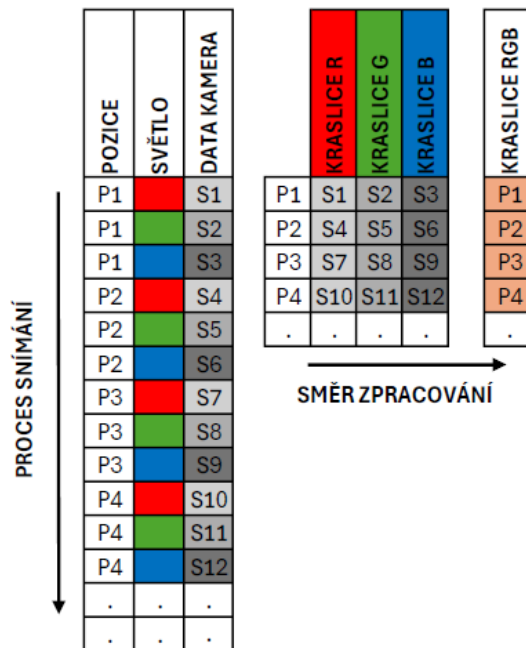 PROCES SNÍMÁNÍ
POZICE SVĚTLO DATA KAMERA
P1 S1
P1 S2
P1 S3
P2 S4
P2 S5
P2 S6
P3 S7
P3 S8
P3 S9
P4 S10
P4 S11
P4 S12
. . .
. . .
KRASLICE R KRASLICE G KRASLICE B
P1 S1 S2 S3
P2 S4 S5 S6
P3 S7 S8 S9
P4 S10 S11 S12
. . . .
SMĚR ZPRACOVÁNÍ
KRASLICE RGB
P1
P2
P3
P4
.